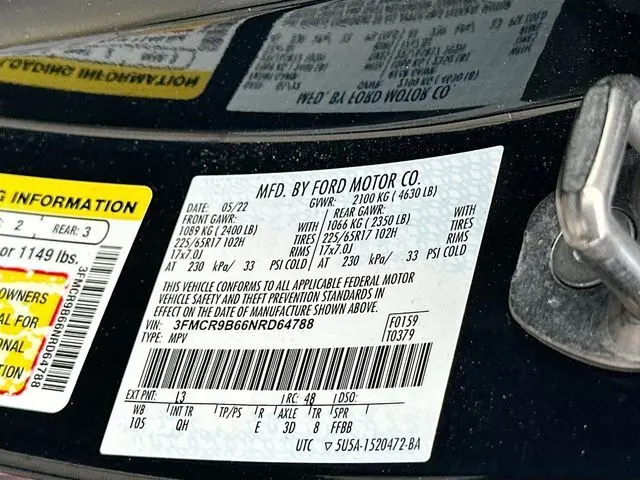 MFD. BY FORD MOTOR CO.
DATE: 05/22 GVWR: 2100 KG ( 4630 LB)
FRONT GAWR: REAR GAWR:
1089 KG ( 2400 LB) WITH 1066 KG ( 2350 LB) WITH
225/65R17 102H TIRES 225/65R17 102H TIRES
17x7.0J RIMS 17x7.0J RIMS
AT 230 kPa/ 33 PSI COLD AT 230 kPa/ 33 PSI COLD
THIS VEHICLE CONFORMS TO ALL APPLICABLE FEDERAL MOTOR
VEHICLE SAFETY AND THEFT PREVENTION STANDARDS IN
EFFECT ON THE DATE OF MANUFACTURE SHOWN ABOVE.
VIN: 3FMCR9B66NRD64788 F0159
TYPE: MPV T0379
EXT PNT: L3 RC: 48 DSO:
WB INT TR TP/PS R AXLE TR SPR
105 QH E 3D 8 FFBB
UTC ▽ 5U5A-1520472-BA
G INFORMATION
2 REAR: 3
or 1149 lbs.
OWNERS
AL FOR
ONAL
TION
3FMCR9B66NRD64788
LOADING INFORMATION
MFD. BY FORD MOTOR CO.